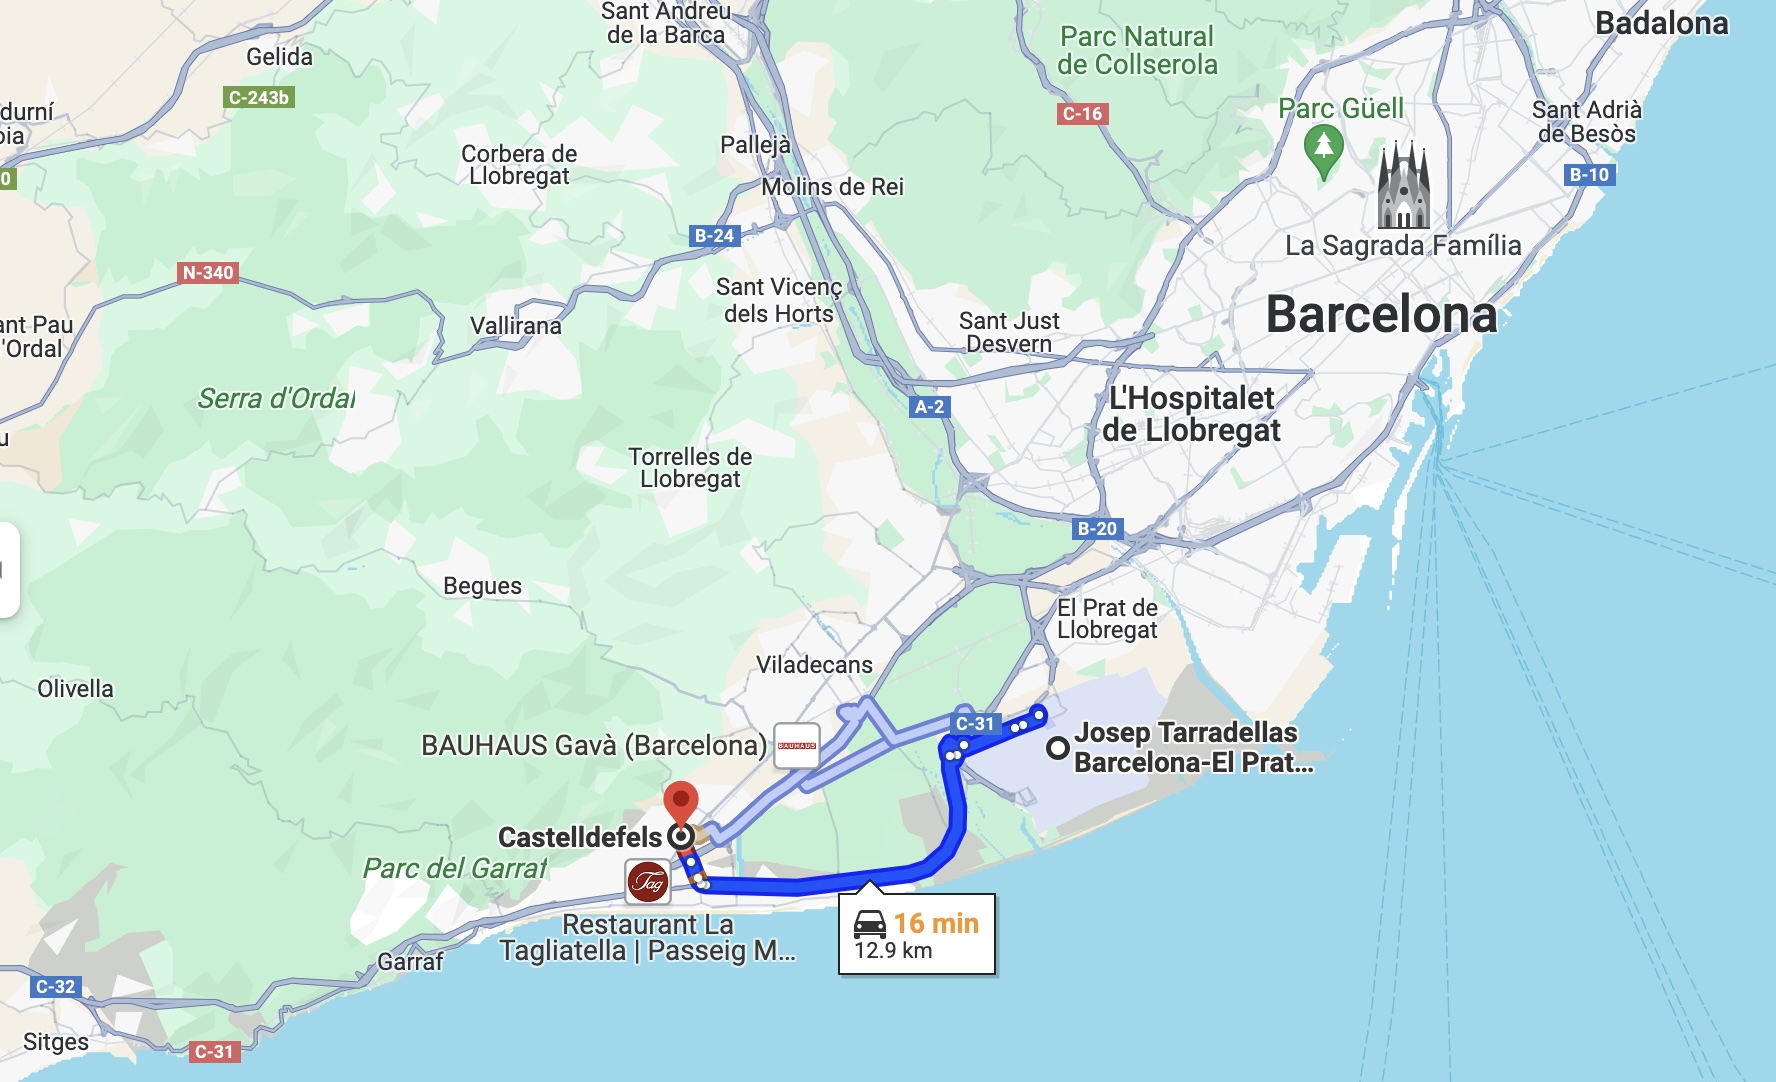 Sant Andreu
de la Barca
Badalona
Gelida
Parc Natural
de Collserola
C-243b
durní
oia
Parc Güell
C-16
Sant Adrià
de Besòs
Pallejà
Corbera de
Llobregat
0
B-10
Molins de Rei
B-24
La Sagrada Família
N-340
Sant Vicenç
dels Horts
Barcelona
ant Pau
'Ordal
Vallirana
Sant Just
Desvern
Serra d'Ordal
A-2
L'Hospitalet
de Llobregat
u
Torrelles de
Llobregat
B-20
Begues
El Prat de
Llobregat
Viladecans
Olivella
C-31
BAUHAUS Gavà (Barcelona)
BAUHAUS
Josep Tarradellas
Barcelona-El Prat...
Castelldefels
Parc del Garraf
Tag
Restaurant La
Tagliatella | Passeig M...
16 min
12.9 km
Garraf
C-32
Sitges
C-31